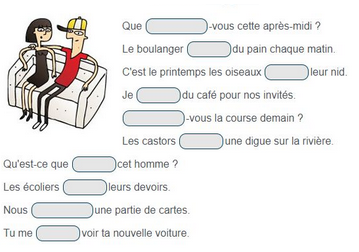 Que -vous cette après-midi ?
Le boulanger du pain chaque matin.
C'est le printemps les oiseaux leur nid.
Je du café pour nos invités.
-vous la course demain ?
Les castors une digue sur la rivière.
Qu'est-ce que cet homme ?
Les écoliers leurs devoirs.
Nous une partie de cartes.
Tu me voir ta nouvelle voiture.